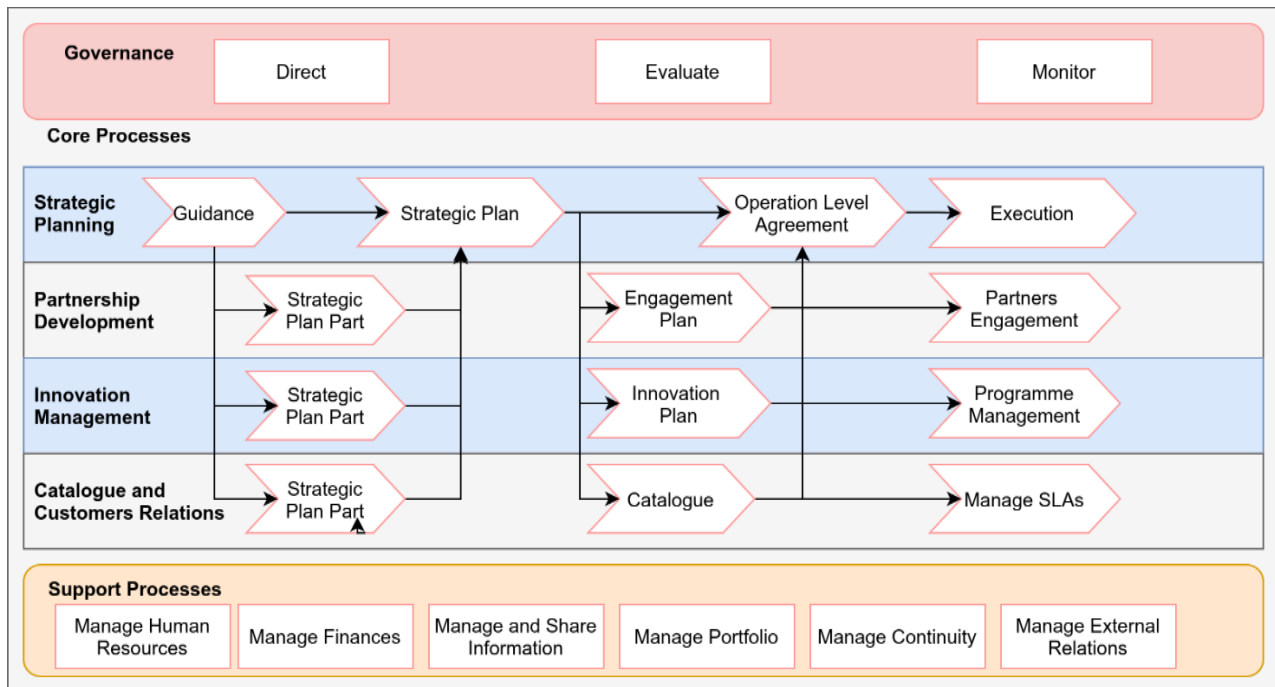 Governance
Direct
Evaluate
Monitor
Core Processes
Strategic
Planning
Guidance
Strategic Plan
Operation Level
Agreement
Execution
Partnership
Development
Strategic
Plan Part
Engagement
Plan
Partners
Engagement
Innovation
Management
Strategic
Plan Part
Innovation
Plan
Programme
Management
Catalogue and
Customers Relations
Strategic
Plan Part
Catalogue
Manage SLAs
Support Processes
Manage Human
Resources
Manage Finances
Manage and Share
Information
Manage Portfolio
Manage Continuity
Manage External
Relations